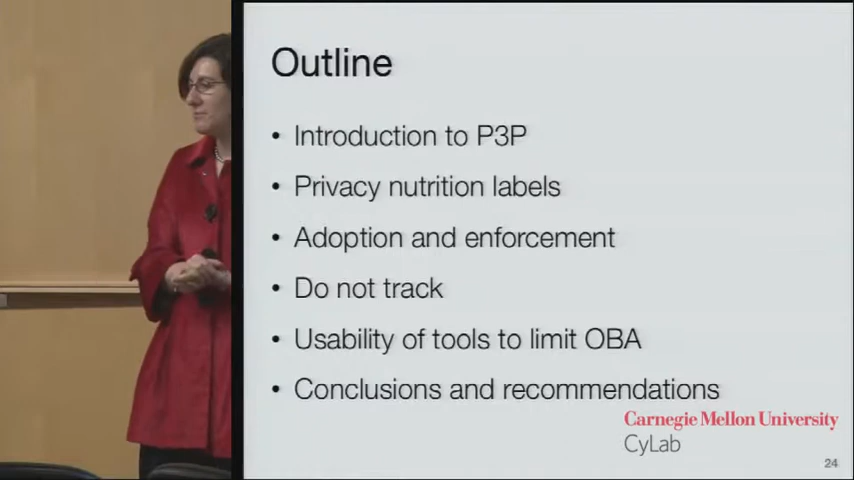 Outline
• Introduction to P3P
• Privacy nutrition labels
• Adoption and enforcement
• Do not track
• Usability of tools to limit OBA
• Conclusions and recommendations
Carnegie Mellon University
CyLab
24